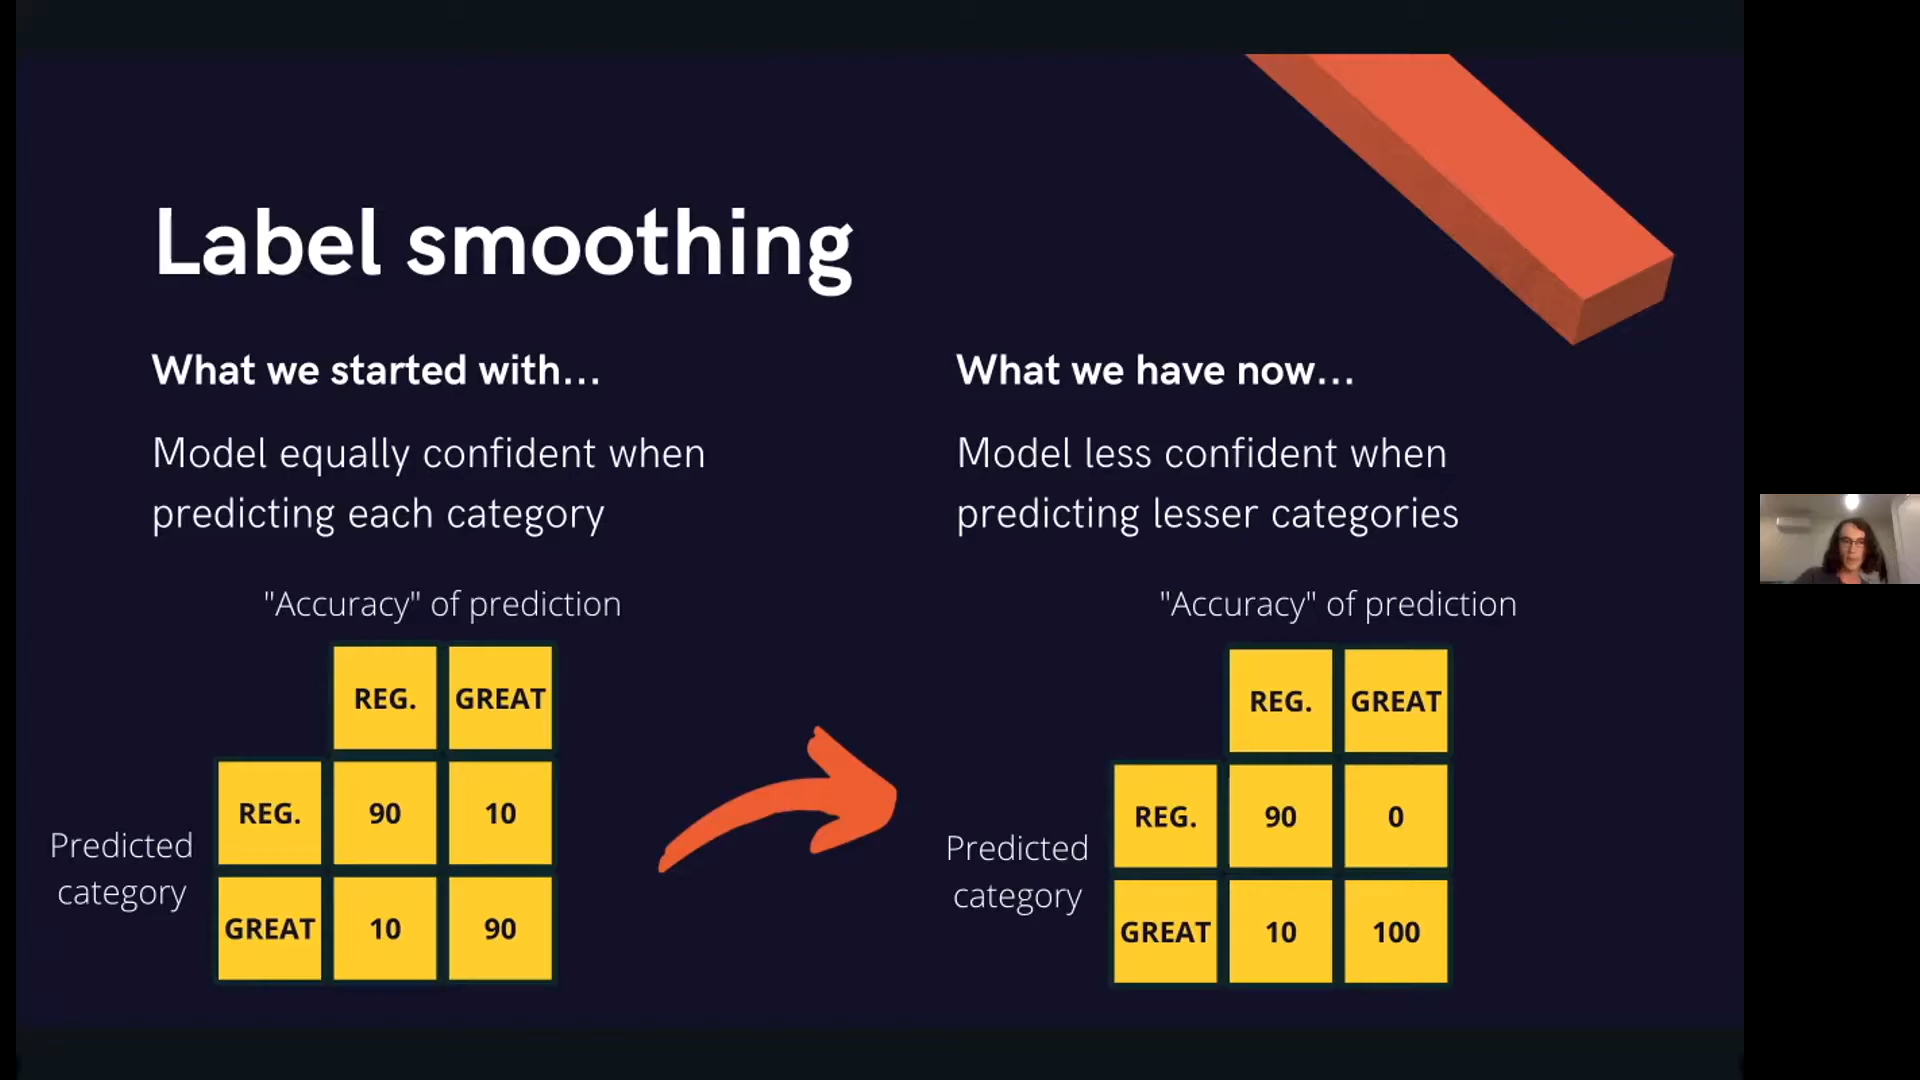 Label smoothing
What we started with...
Model equally confident when
predicting each category
"Accuracy" of prediction
REG. GREAT
Predicted
category
REG. 90 10
GREAT 10 90
What we have now...
Model less confident when
predicting lesser categories
"Accuracy" of prediction
REG. GREAT
Predicted
category
REG. 90 0
GREAT 10 100